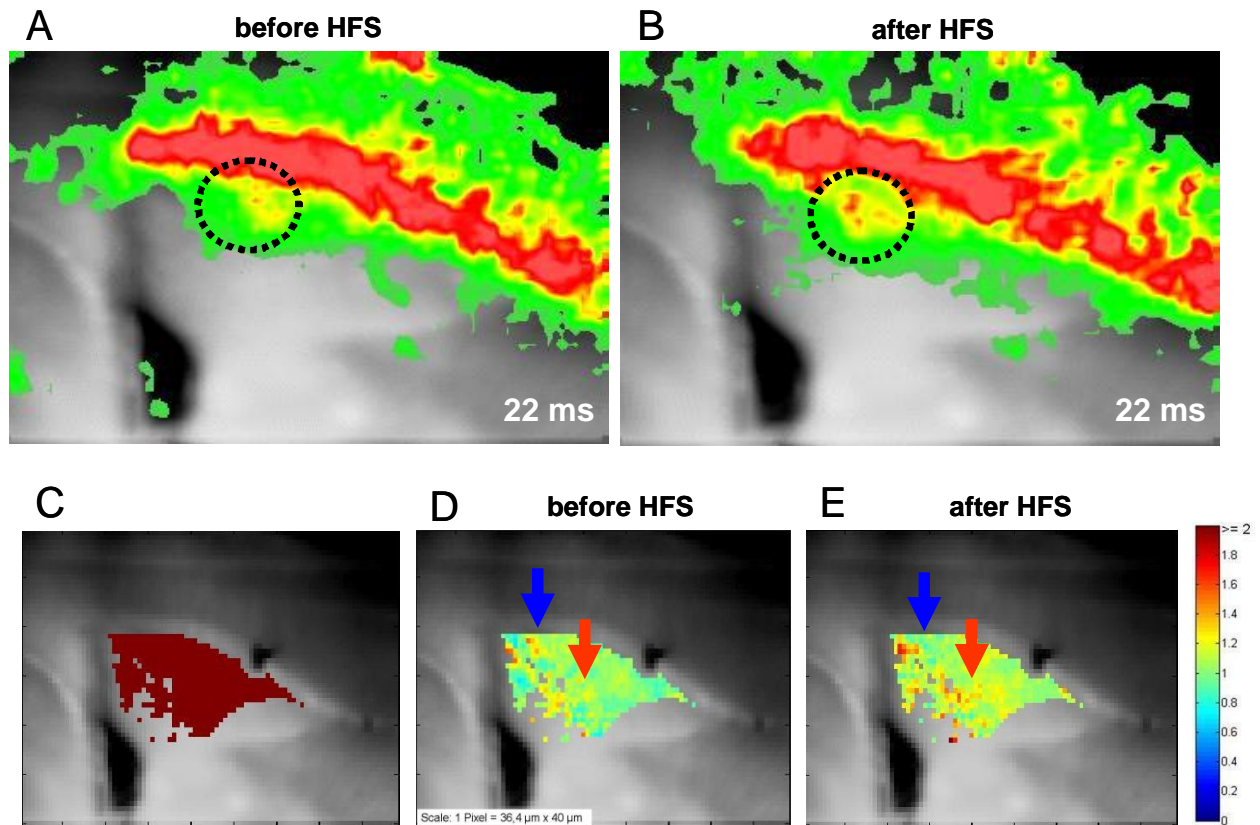 A
before HFS
B
after HFS
22 ms
22 ms
C
D
before HFS
E
after HFS
>= 2
1.8
1.6
1.4
1.2
1
0.8
0.6
0.4
0.2
0
Scale: 1 Pixel = 36,4 µm x 40 µm